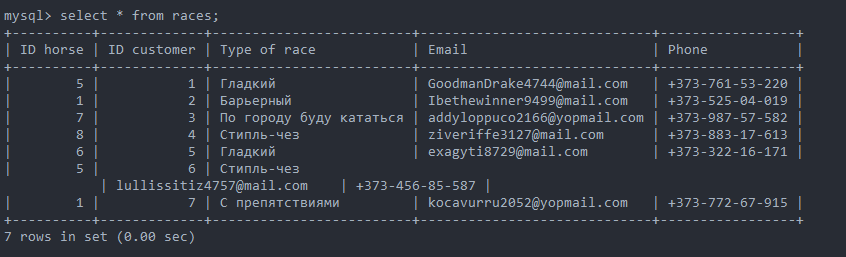 mysql> select * from races;
+----------+-------------+-------------------------+----------------------------+-----------------+
| ID horse | ID customer | Type of race            | Email                      | Phone           |
+----------+-------------+-------------------------+----------------------------+-----------------+
|        5 |           1 | Гладкий                 | GoodmanDrake4744@mail.com  | +373-761-53-220 |
|        1 |           2 | Барьерный               | Ibethewinner9499@mail.com  | +373-525-04-019 |
|        7 |           3 | По городу буду кататься | addyloppuco2166@yopmail.com | +373-987-57-582 |
|        8 |           4 | Стипль-чез              | ziveriffe3127@mail.com     | +373-883-17-613 |
|        6 |           5 | Гладкий                 | exagyti8729@mail.com       | +373-322-16-171 |
|        5 |           6 | Стипль-чез
            | lullissitiz4757@mail.com    | +373-456-85-587 |
|        1 |           7 | С препятствиями         | kocavurru2052@yopmail.com  | +373-772-67-915 |
+----------+-------------+-------------------------+----------------------------+-----------------+
7 rows in set (0.00 sec)